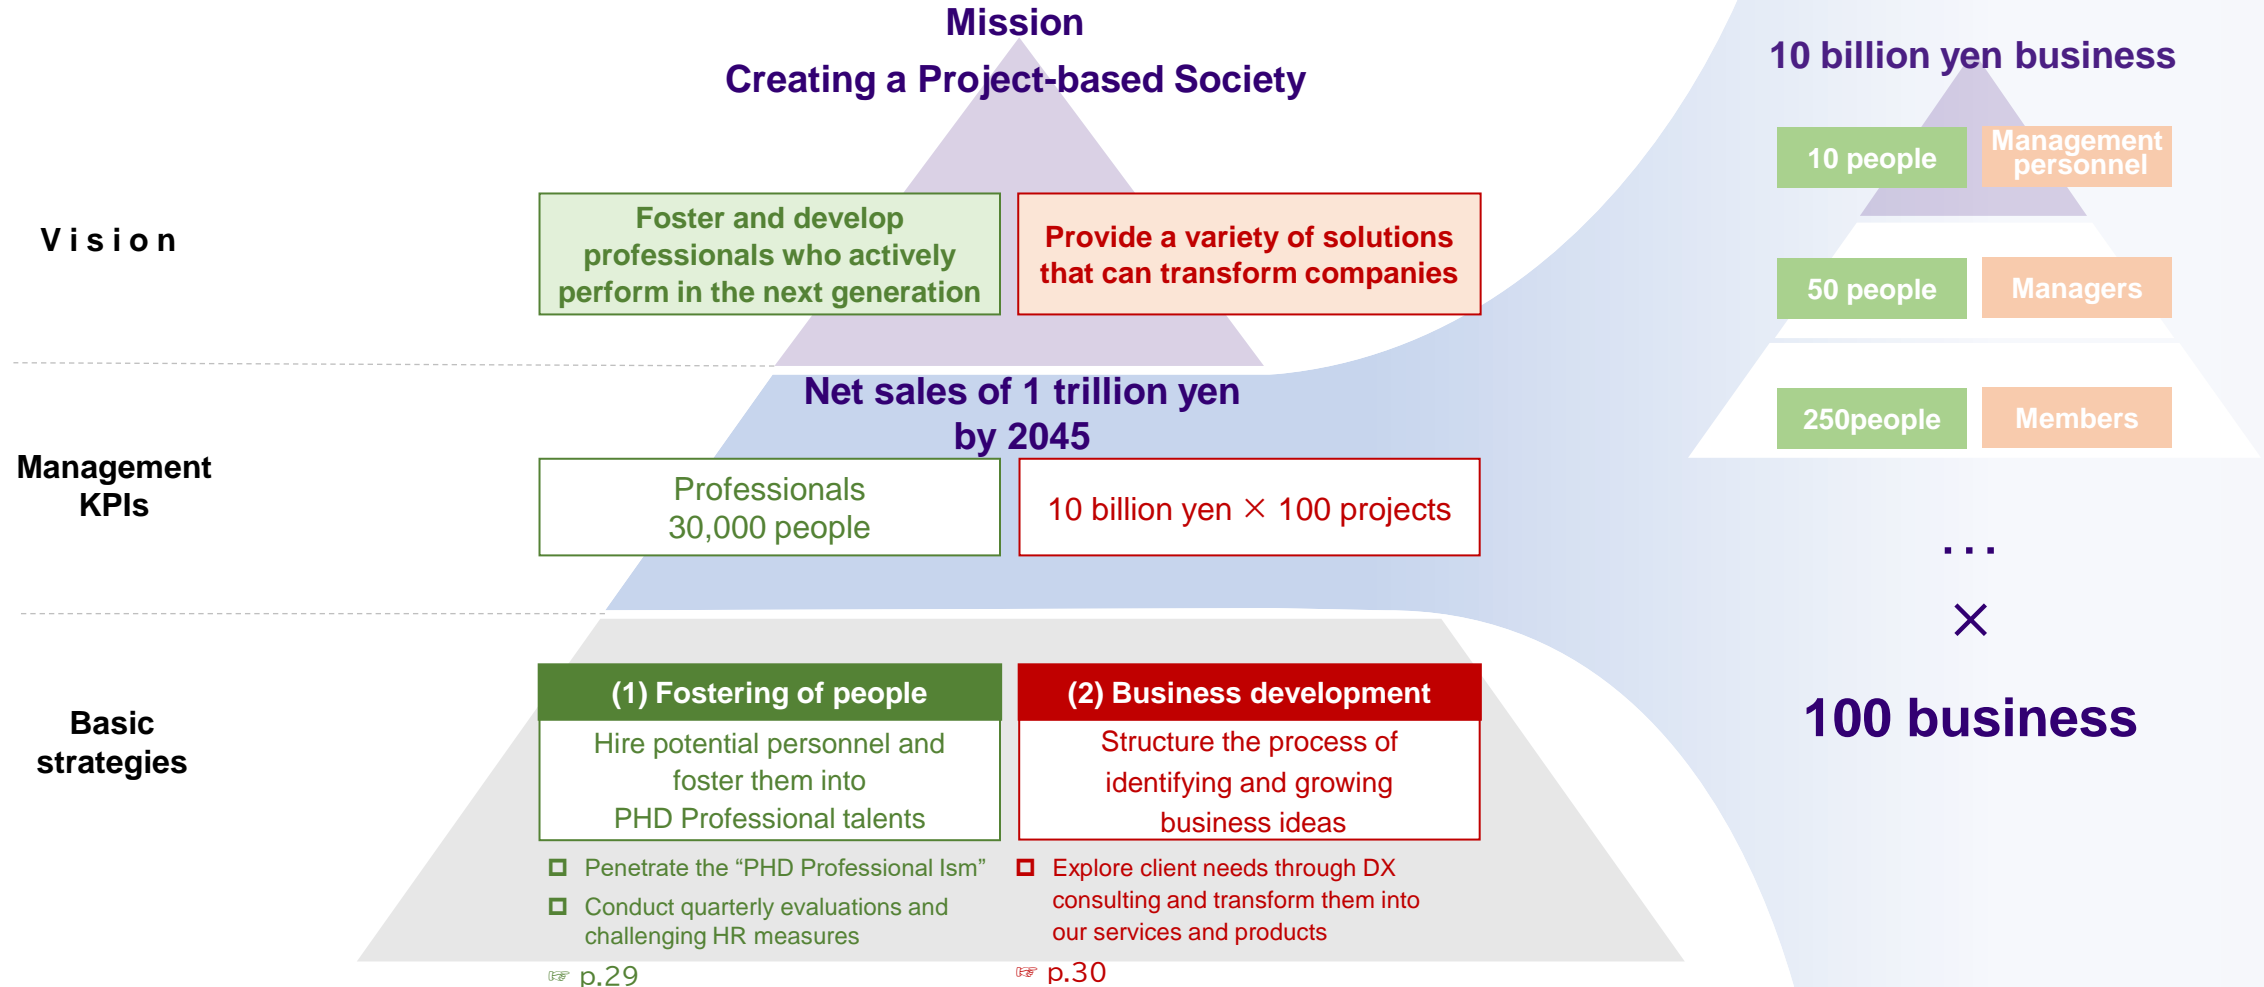 Mission
Creating a Project-based Society
Vision
Foster and develop
professionals who actively
perform in the next generation
Provide a variety of solutions
that can transform companies
Management
KPIs
Net sales of 1 trillion yen
by 2045
Professionals
30,000 people
10 billion yen × 100 projects
Basic
strategies
(1) Fostering of people
Hire potential personnel and
foster them into
PHD Professional talents
Penetrate the “PHD Professional Ism”
Conduct quarterly evaluations and
challenging HR measures
☞ p.29
(2) Business development
Structure the process of
identifying and growing
business ideas
Explore client needs through DX
consulting and transform them into
our services and products
☞ p.30
10 billion yen business
10 people
Management
personnel
50 people
Managers
250people
Members
…
×
100 business